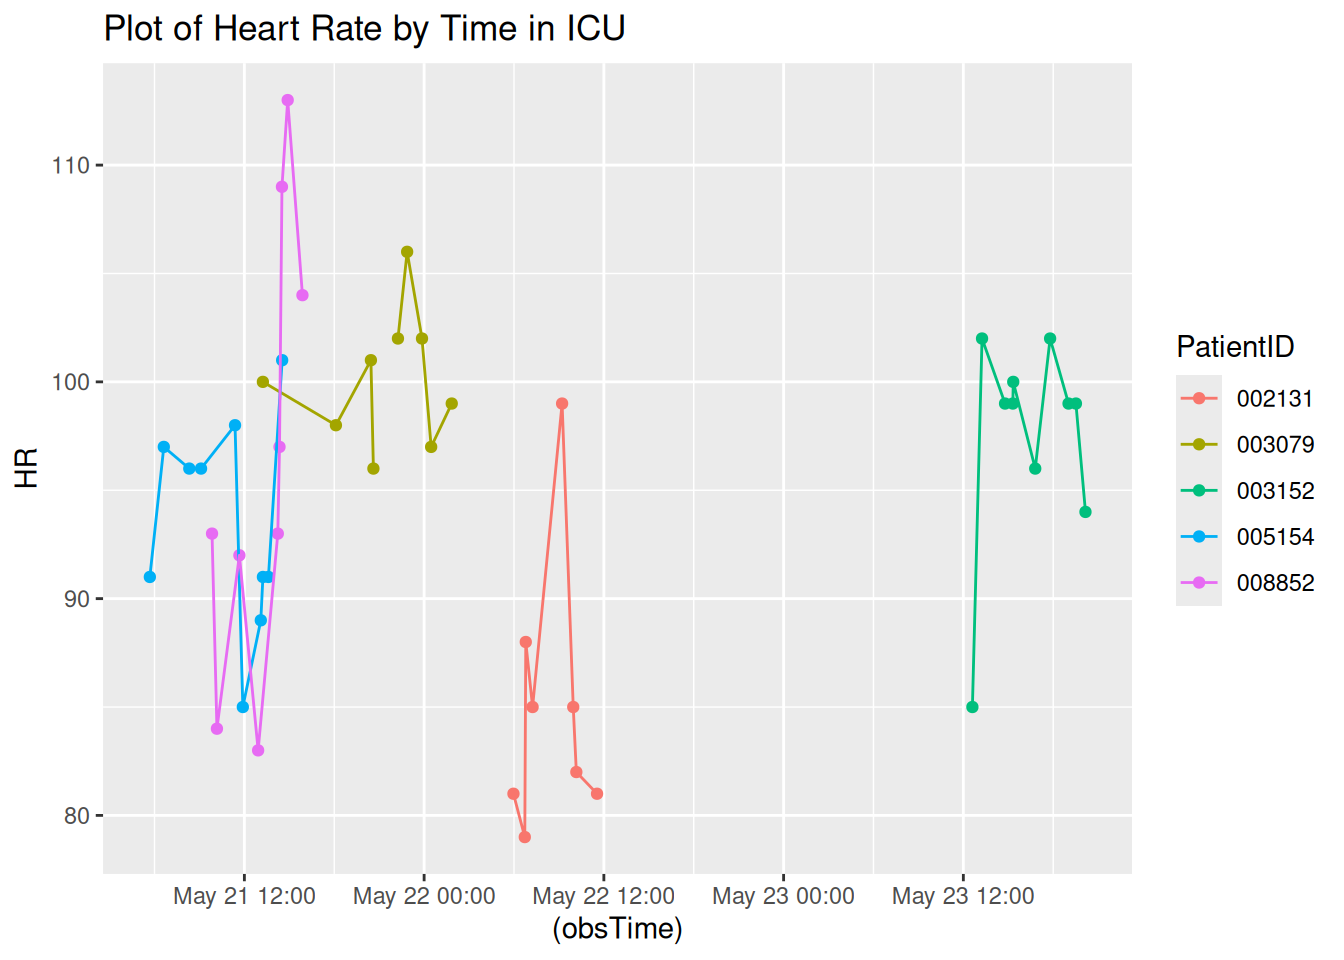 Plot of Heart Rate by Time in ICU
HR
110
100
90
80
May 21 12:00 May 22 00:00 May 22 12:00 May 23 00:00 May 23 12:00
(obsTime)
PatientID
002131
003079
003152
005154
008852